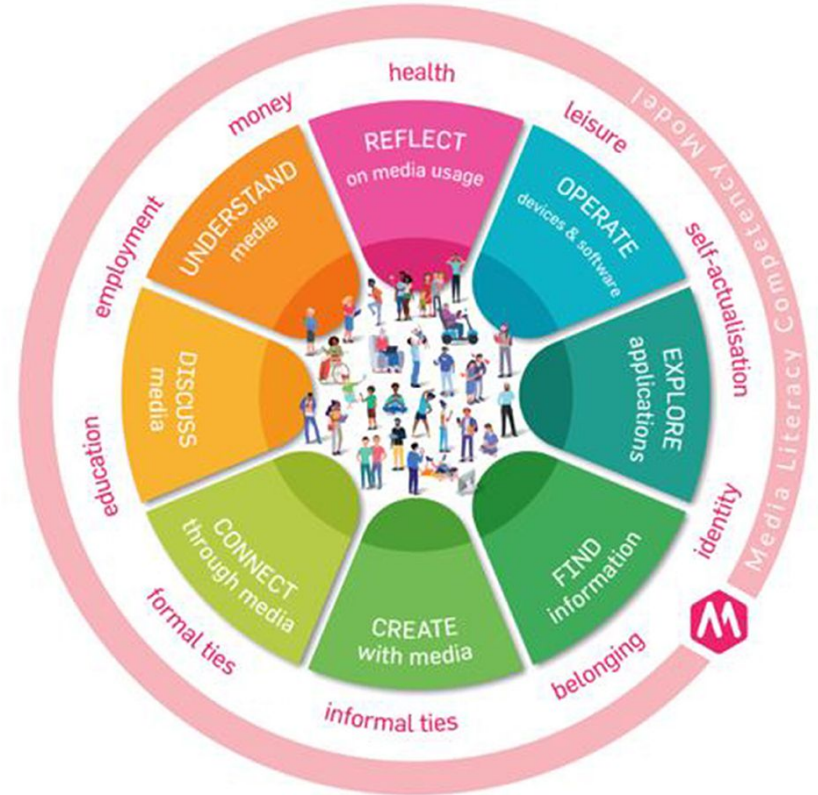 health
leisure
self-actualisation
identity
belonging
informal ties
formal ties
education
employment
money
Media Literacy Competency Model
REFLECT
on media usage
OPERATE
devices & software
EXPLORE
applications
FIND
information
CREATE
with media
CONNECT
through media
DISCUSS
media
UNDERSTAND
media